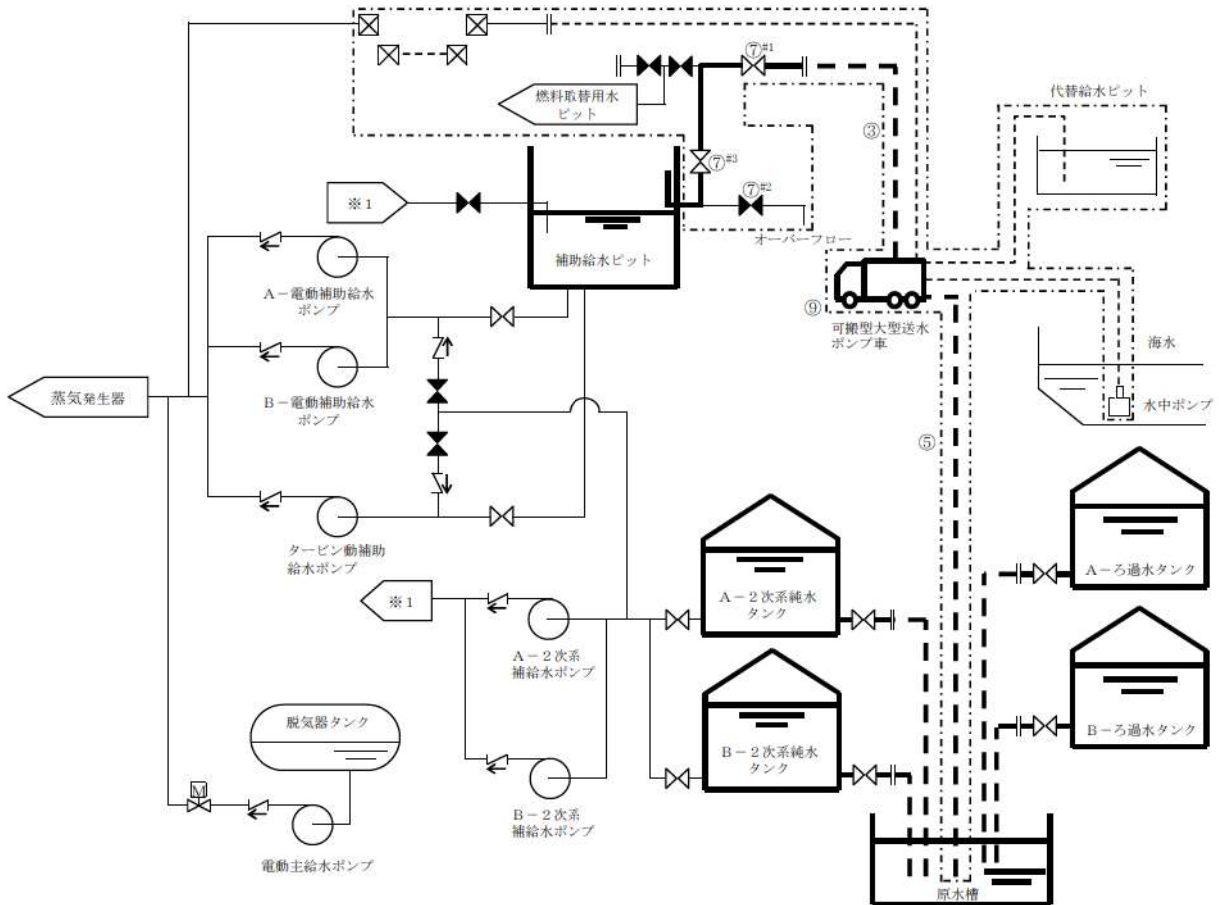 ⑦#1
代替給水ピット
燃料取替用水
ピット
③
⑦#3
※1
⑦#2
オーバーフロー
補助給水ピット
A－電動補助給水
ポンプ
⑨
可搬型大型送水
ポンプ車
海水
蒸気発生器
B－電動補助給水
ポンプ
水中ポンプ
⑤
タービン動補助
給水ポンプ
A－ろ過水タンク
※1
A－2次系純水
タンク
A－2次系
補給水ポンプ
B－ろ過水タンク
脱気器タンク
B－2次系純水
タンク
M
B－2次系
補給水ポンプ
電動主給水ポンプ
原水槽